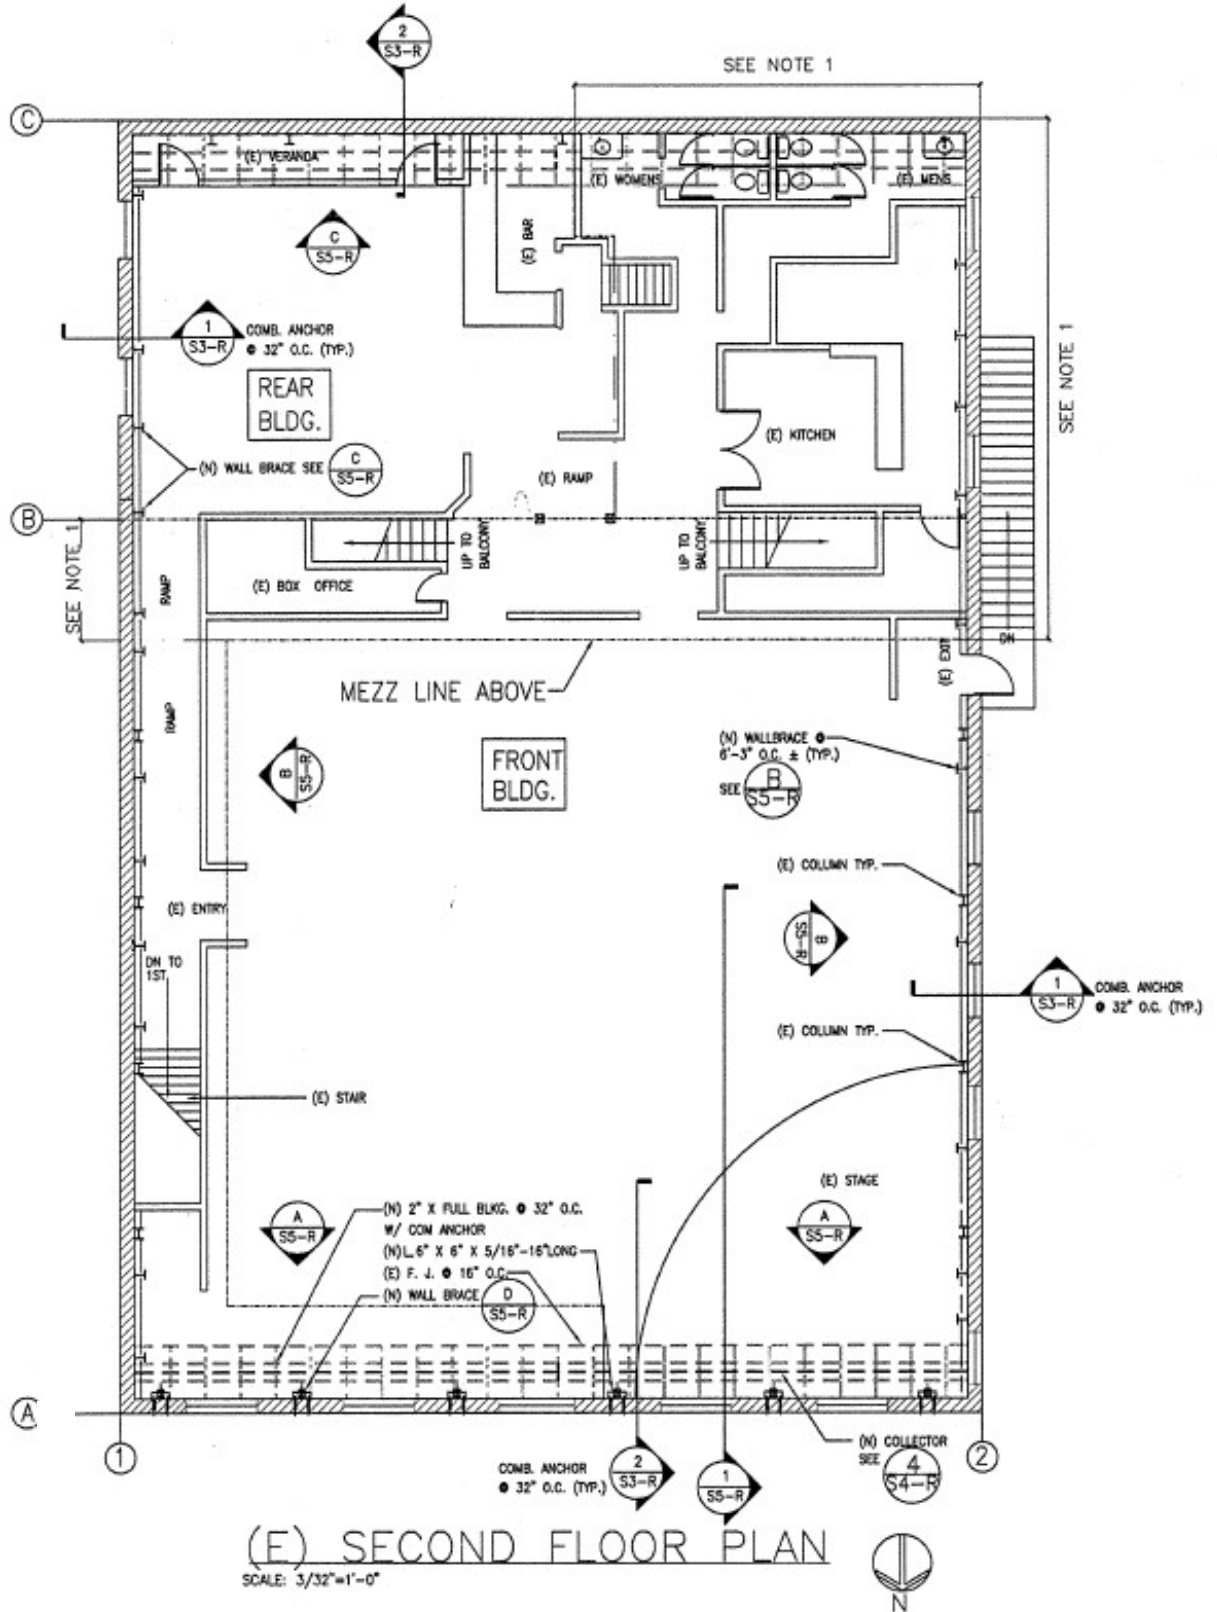 2
S3-R
SEE NOTE 1
C
(E) VERANDA
(E) WOMENS
(E) MENS
(E) BAR
C
S5-R
1
S3-R
COMB. ANCHOR
@ 32" O.C. (TYP.)
SEE NOTE 1
REAR
BLDG.
(E) KITCHEN
(N) WALL BRACE SEE
C
S5-R
(E) RAMP
B
SEE NOTE 1
RAMP
UP TO
BALCONY
UP TO
BALCONY
(E) BOX OFFICE
DN
(E) EXIT
MEZZ LINE ABOVE
RAMP
FRONT
BLDG.
(N) WALLBRACE @
6'-3" O.C. ± (TYP.)
SEE
B
S5-R
B
S5-R
(E) COLUMN TYP.
(E) ENTRY
B
S5-R
DN TO
1ST
1
S3-R
COMB. ANCHOR
@ 32" O.C. (TYP.)
(E) COLUMN TYP.
(E) STAIR
(E) STAGE
A
S5-R
(N) 2" X FULL BLKG. @ 32" O.C.
W/ COM ANCHOR
(N)L 6" X 6" X 5/16"-16"LONG
(E) F. J. @ 16" O.C.
(N) WALL BRACE
D
S5-R
A
S5-R
A
1
2
(N) COLLECTOR
SEE
4
S4-R
COMB. ANCHOR
@ 32" O.C. (TYP.)
2
S3-R
1
S5-R
(E) SECOND FLOOR PLAN
SCALE: 3/32"=1'-0"
N